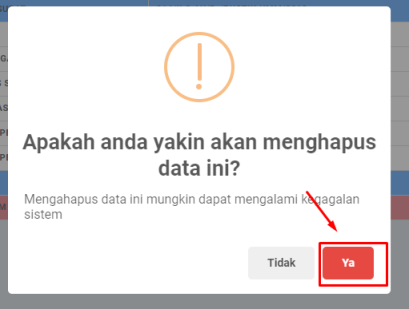 Apakah anda yakin akan menghapus
data ini?
Mengahapus data ini mungkin dapat mengalami kegagalan
sistem
Tidak
Ya